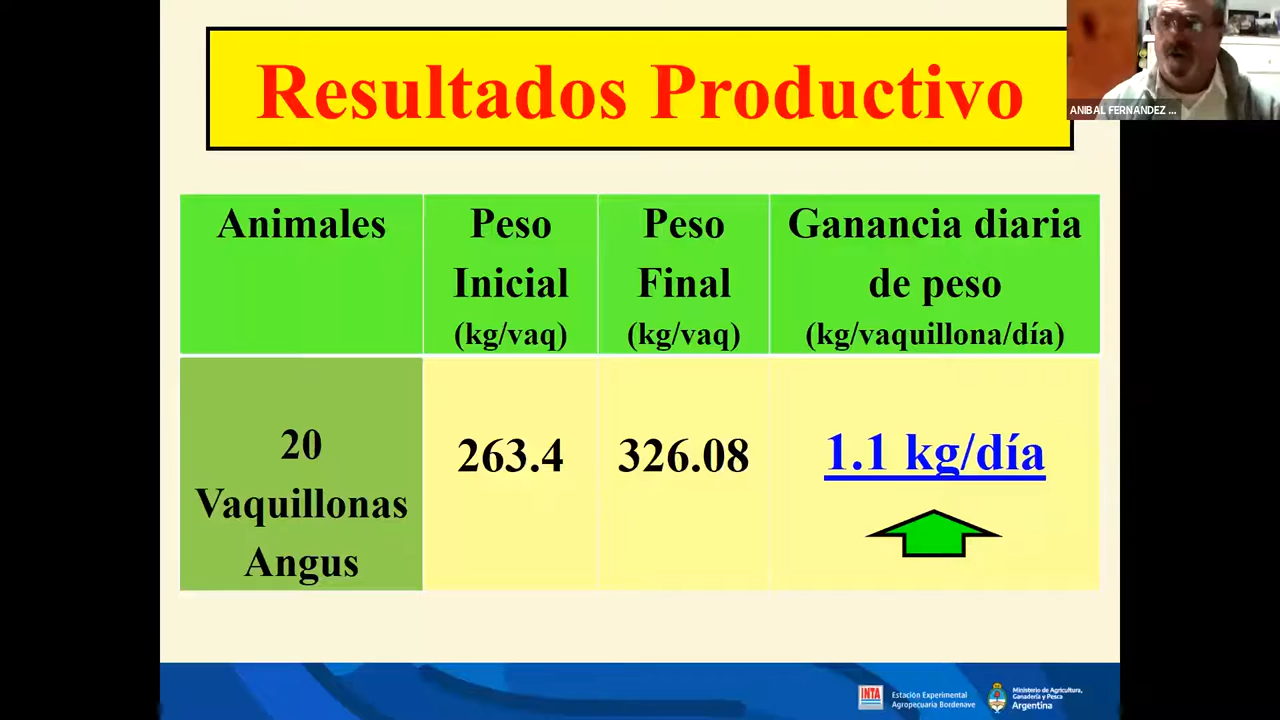 Resultados Productivo
ANIBAL FERNANDEZ ...
Animales
Peso
Inicial
(kg/vaq)
Peso
Final
(kg/vaq)
Ganancia diaria
de peso
(kg/vaquillona/día)
20
Vaquillonas
Angus
263.4
326.08
1.1 kg/día
INTA
Estación Experimental
Agropecuaria Bordenave
Ministerio de Agricultura,
Ganadería y Pesca
Argentina